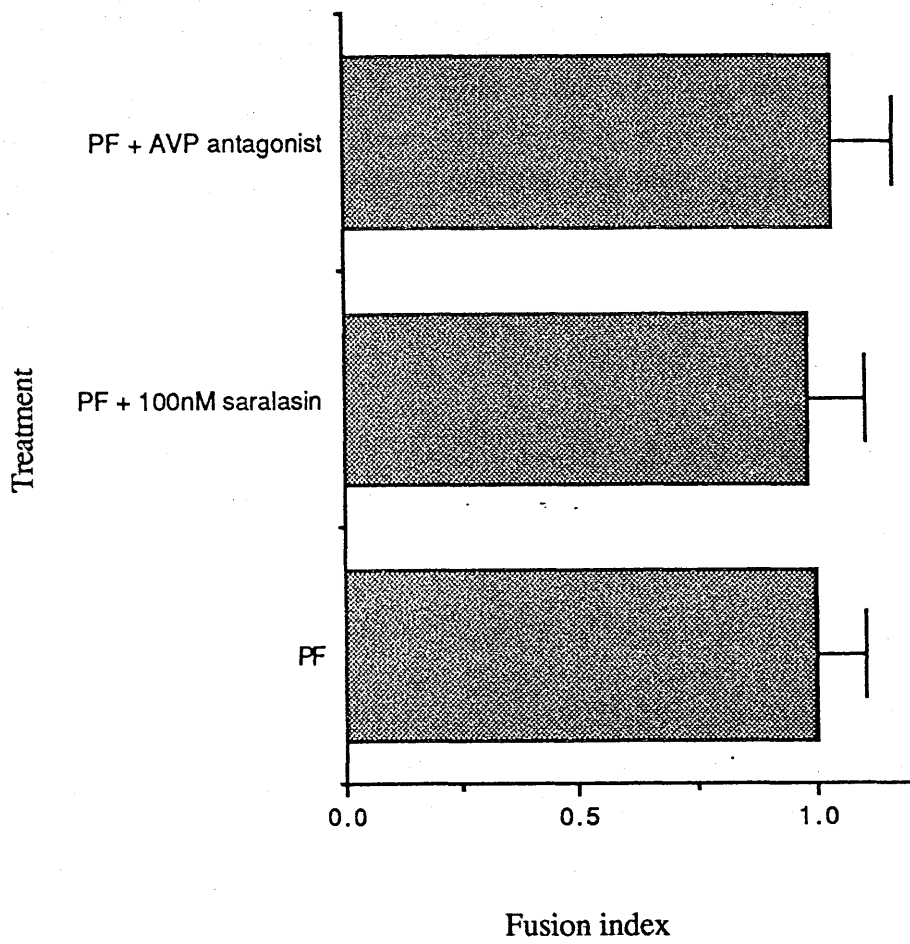 PF + AVP antagonist
PF + 100nM saralasin
PF
Treatment
0.0 0.5 1.0
Fusion index